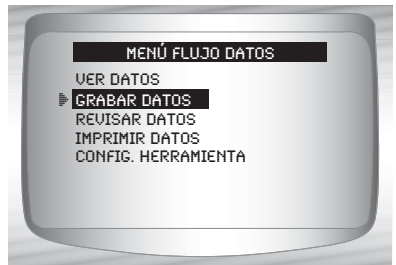 MENÚ FLUJO DATOS
VER DATOS
GRABAR DATOS
REVISAR DATOS
IMPRIMIR DATOS
CONFIG. HERRAMIENTA